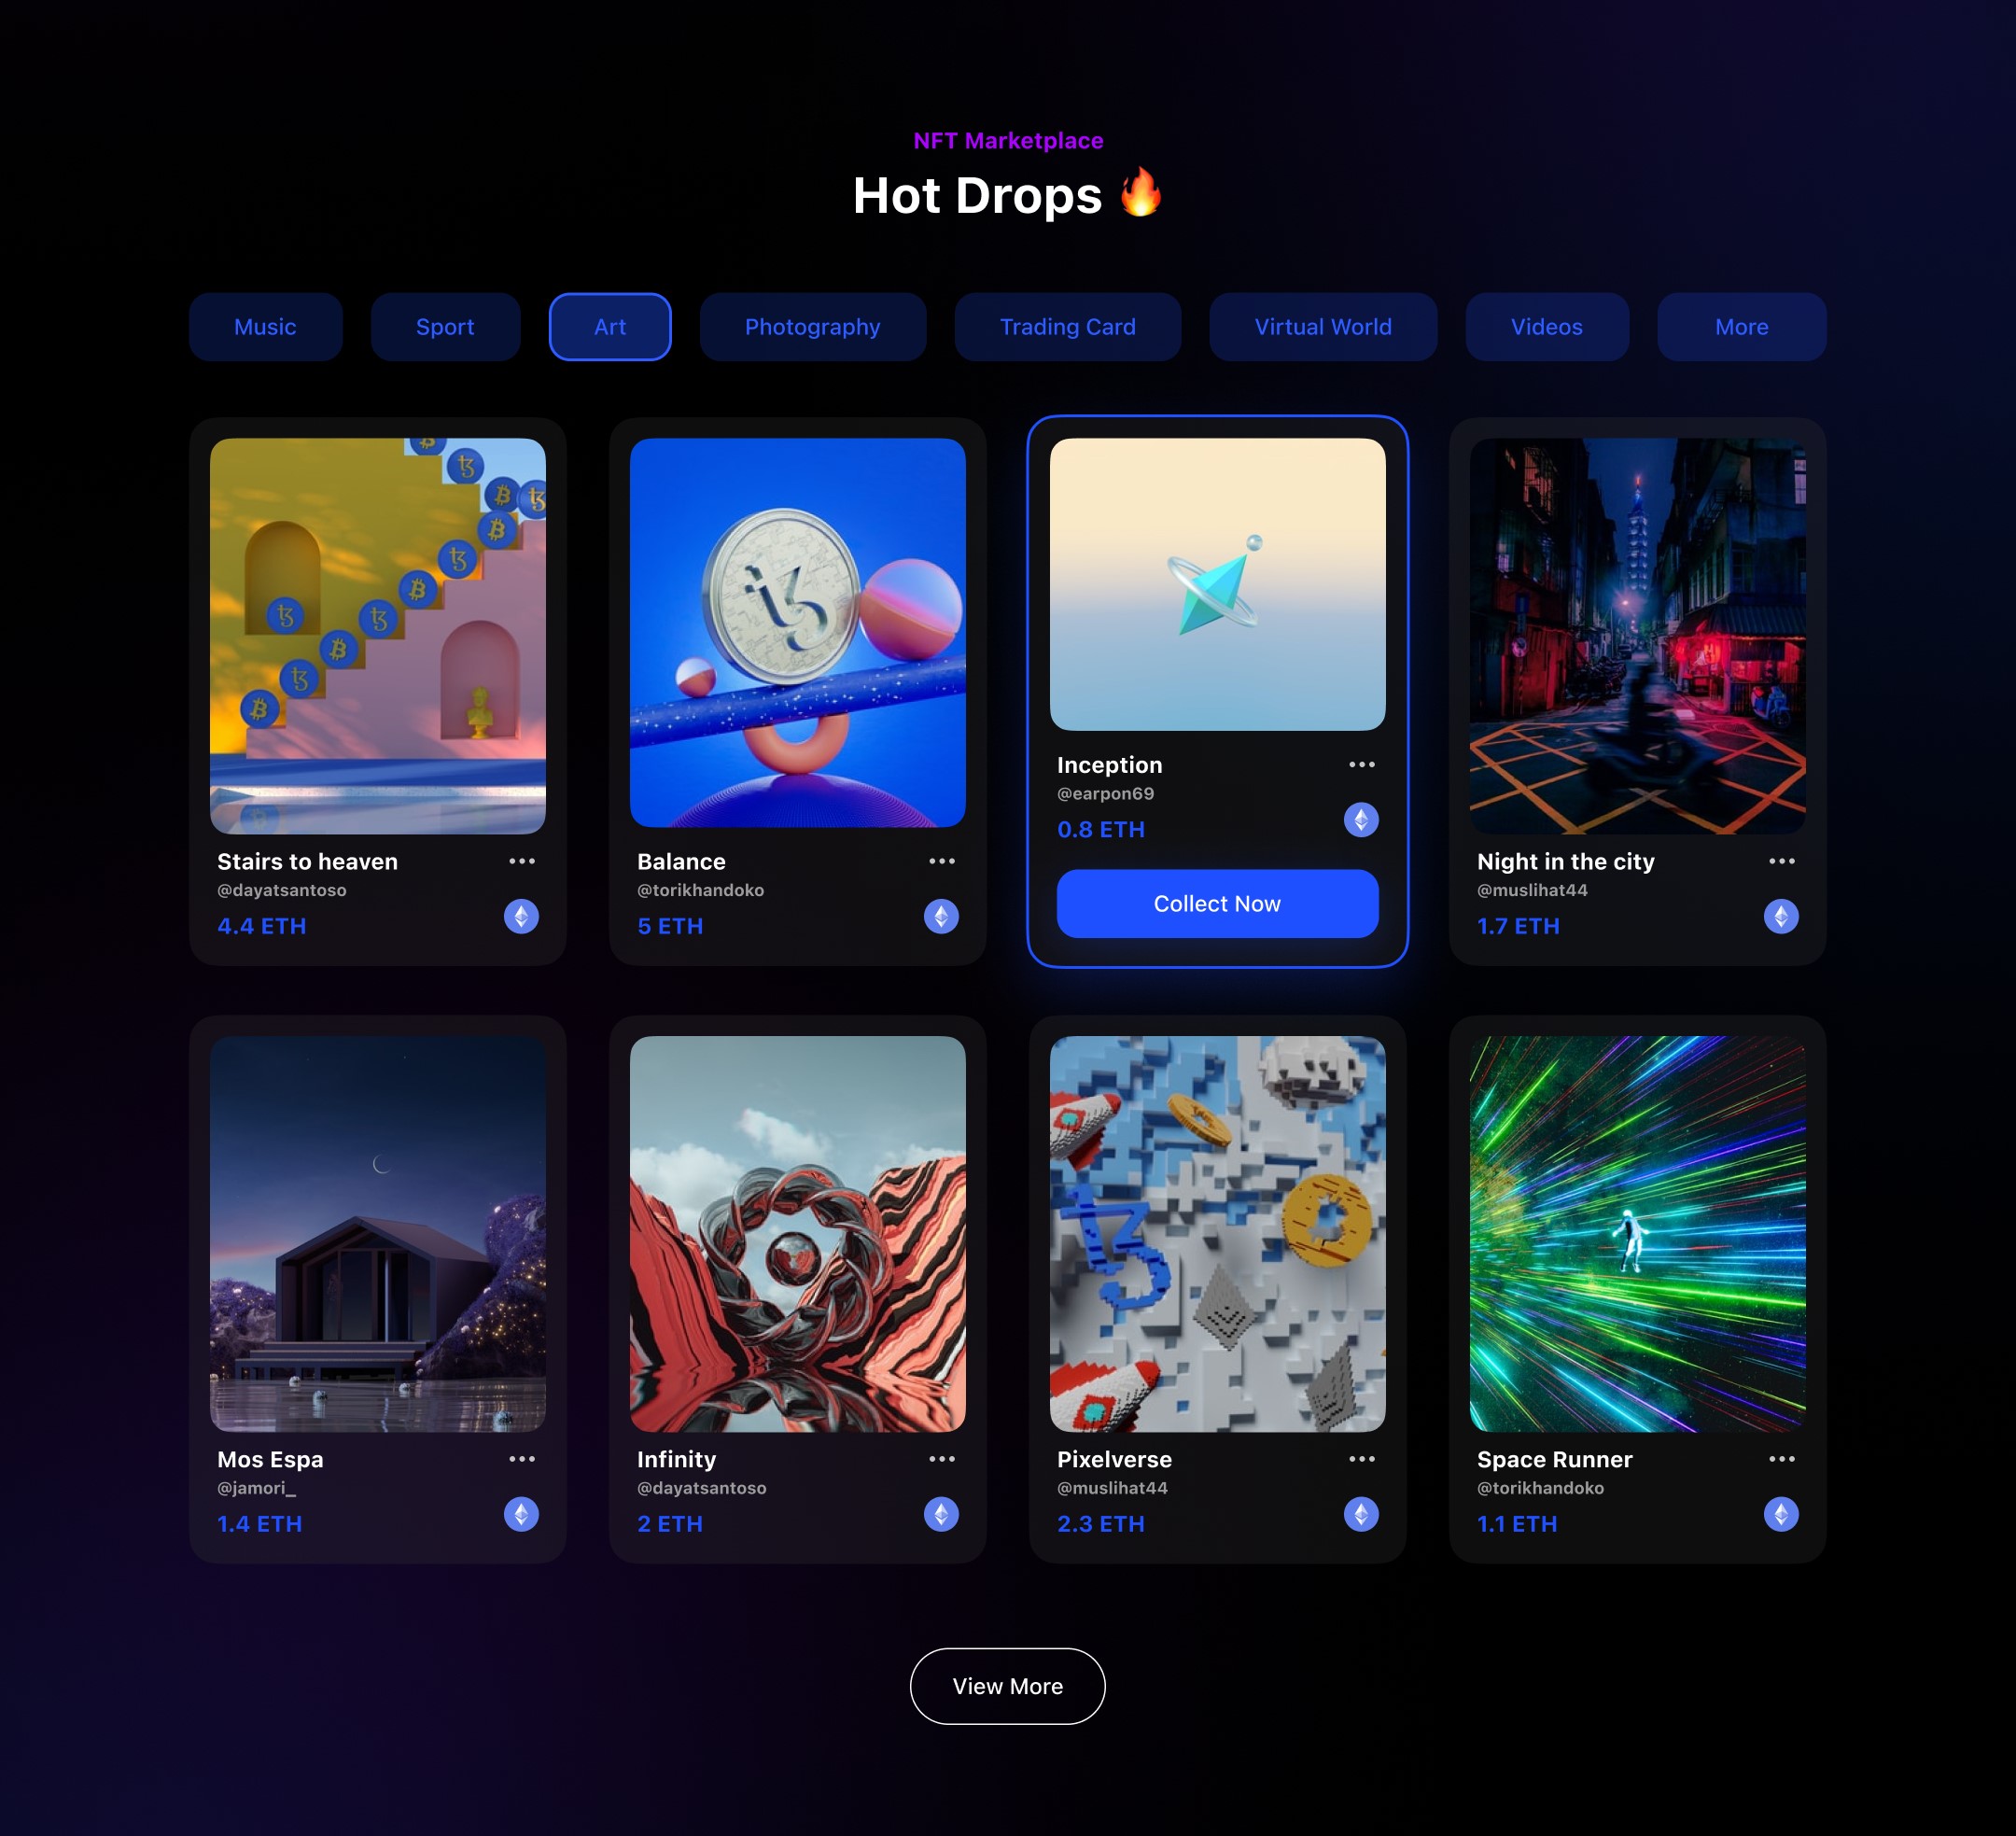 NFT Marketplace
Hot Drops 🔥
Music
Sport
Art
Photography
Trading Card
Virtual World
Videos
More
Stairs to heaven
@dayatsantoso
4.4 ETH
Balance
@torikhandoko
5 ETH
Inception
@earpon69
0.8 ETH
Collect Now
Night in the city
@muslihat44
1.7 ETH
Mos Espa
@jamori_
1.4 ETH
Infinity
@dayatsantoso
2 ETH
Pixelverse
@muslihat44
2.3 ETH
Space Runner
@torikhandoko
1.1 ETH
View More